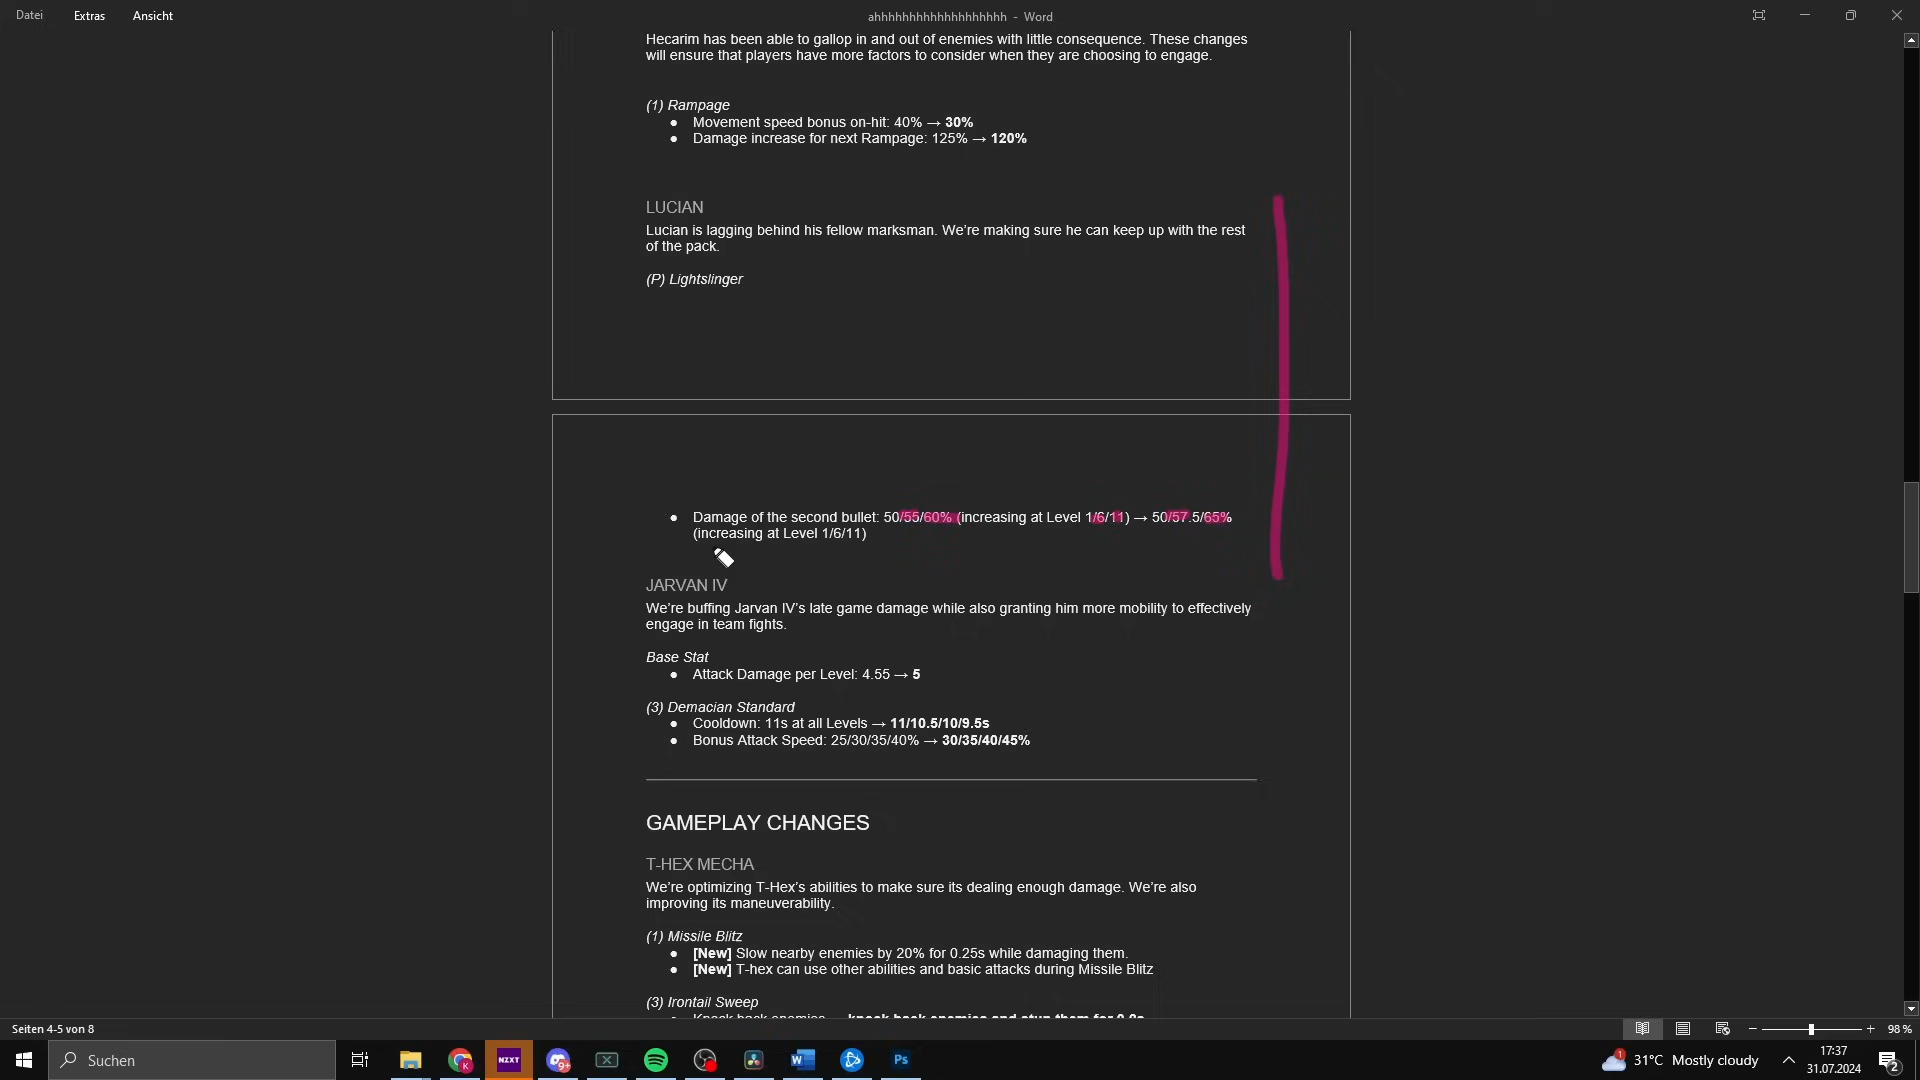 Datei Extras Ansicht ahhhhhhhhhhhhhhhhhhh - Word
Hecarim has been able to gallop in and out of enemies with little consequence. These changes
will ensure that players have more factors to consider when they are choosing to engage.
(1) Rampage
● Movement speed bonus on-hit: 40% → 30%
● Damage increase for next Rampage: 125% → 120%
LUCIAN
Lucian is lagging behind his fellow marksman. We're making sure he can keep up with the rest
of the pack.
(P) Lightslinger
● Damage of the second bullet: 50/55/60% (increasing at Level 1/6/11) → 50/57.5/65%
(increasing at Level 1/6/11)
JARVAN IV
We're buffing Jarvan IV's late game damage while also granting him more mobility to effectively
engage in team fights.
Base Stat
● Attack Damage per Level: 4.55 → 5
(3) Demacian Standard
● Cooldown: 11s at all Levels → 11/10.5/10/9.5s
● Bonus Attack Speed: 25/30/35/40% → 30/35/40/45%
GAMEPLAY CHANGES
T-HEX MECHA
We're optimizing T-Hex's abilities to make sure its dealing enough damage. We're also
improving its maneuverability.
(1) Missile Blitz
● [New] Slow nearby enemies by 20% for 0.25s while damaging them.
● [New] T-hex can use other abilities and basic attacks during Missile Blitz
(3) Irontail Sweep
Seiten 4-5 von 8 98 %
Suchen NZXT 9+ Ps 1 31°C Mostly cloudy 17:37
31.07.2024 2